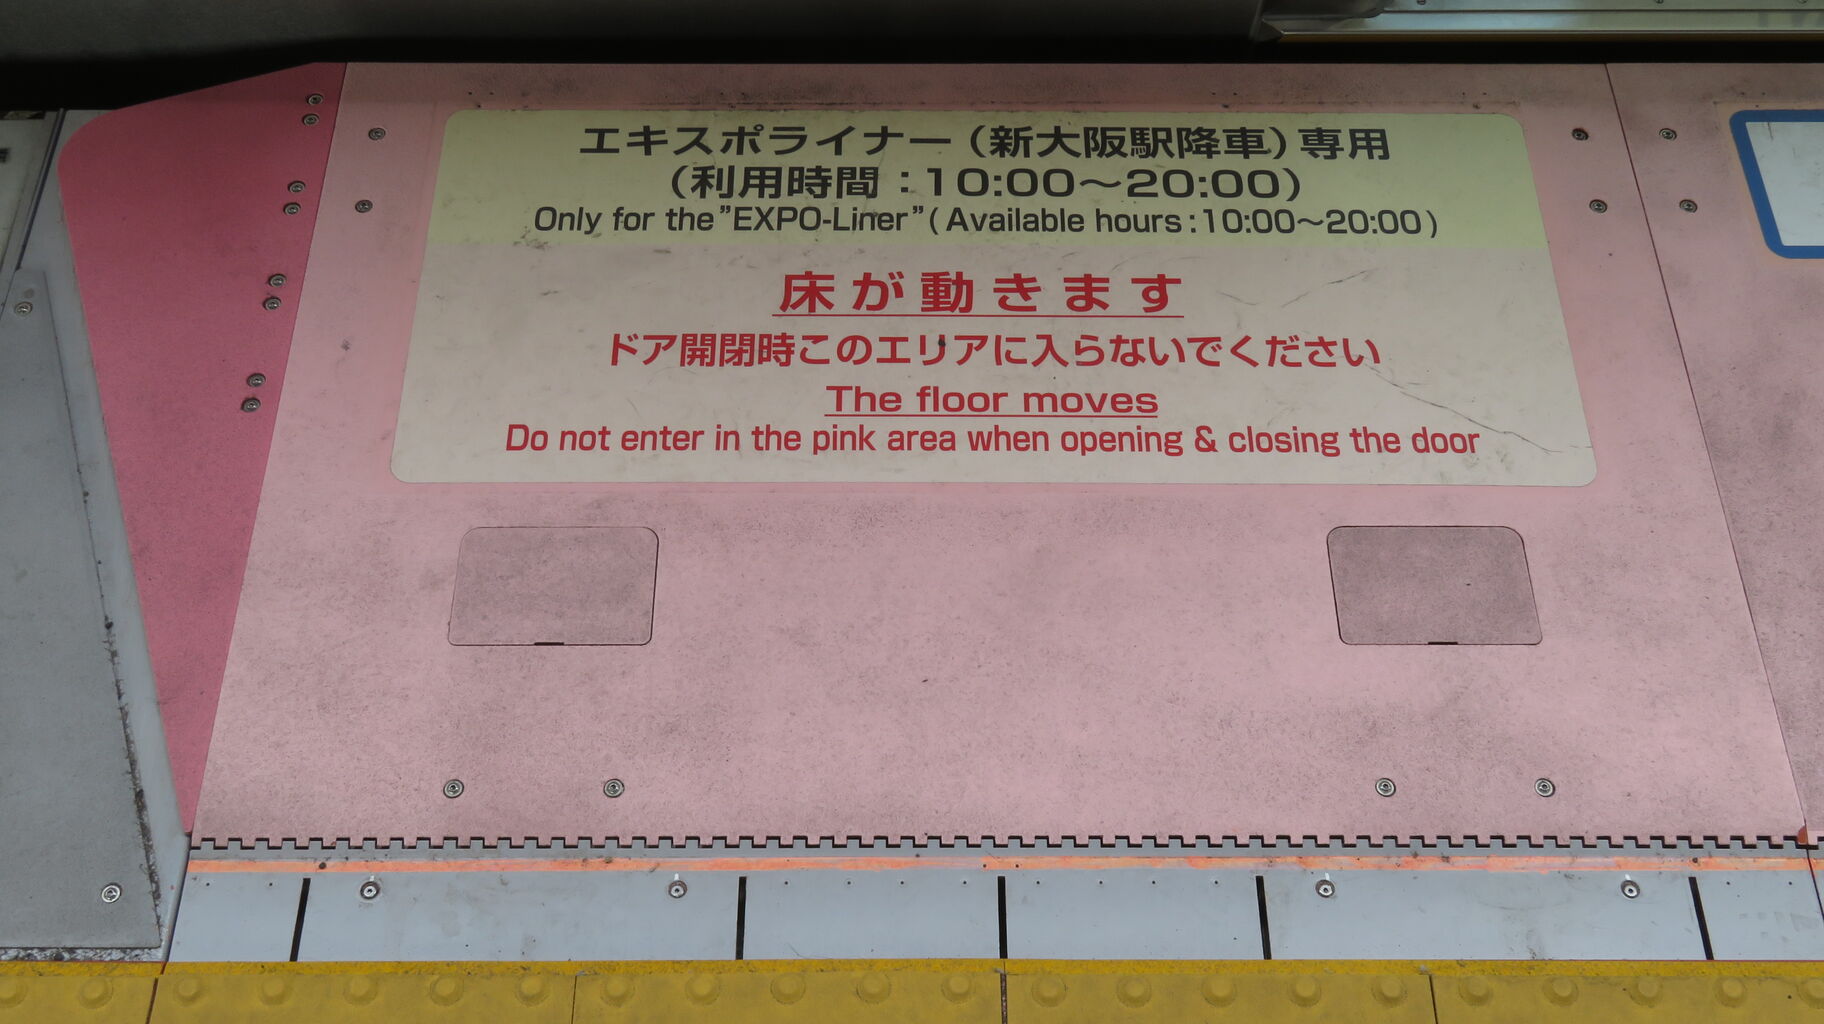 エキスポライナー（新大阪駅降車）専用
（利用時間：10:00～20:00）
Only for the "EXPO-Liner" ( Available hours : 10:00～20:00 )
床が動きます
ドア開閉時このエリアに入らないでください
The floor moves
Do not enter in the pink area when opening & closing the door